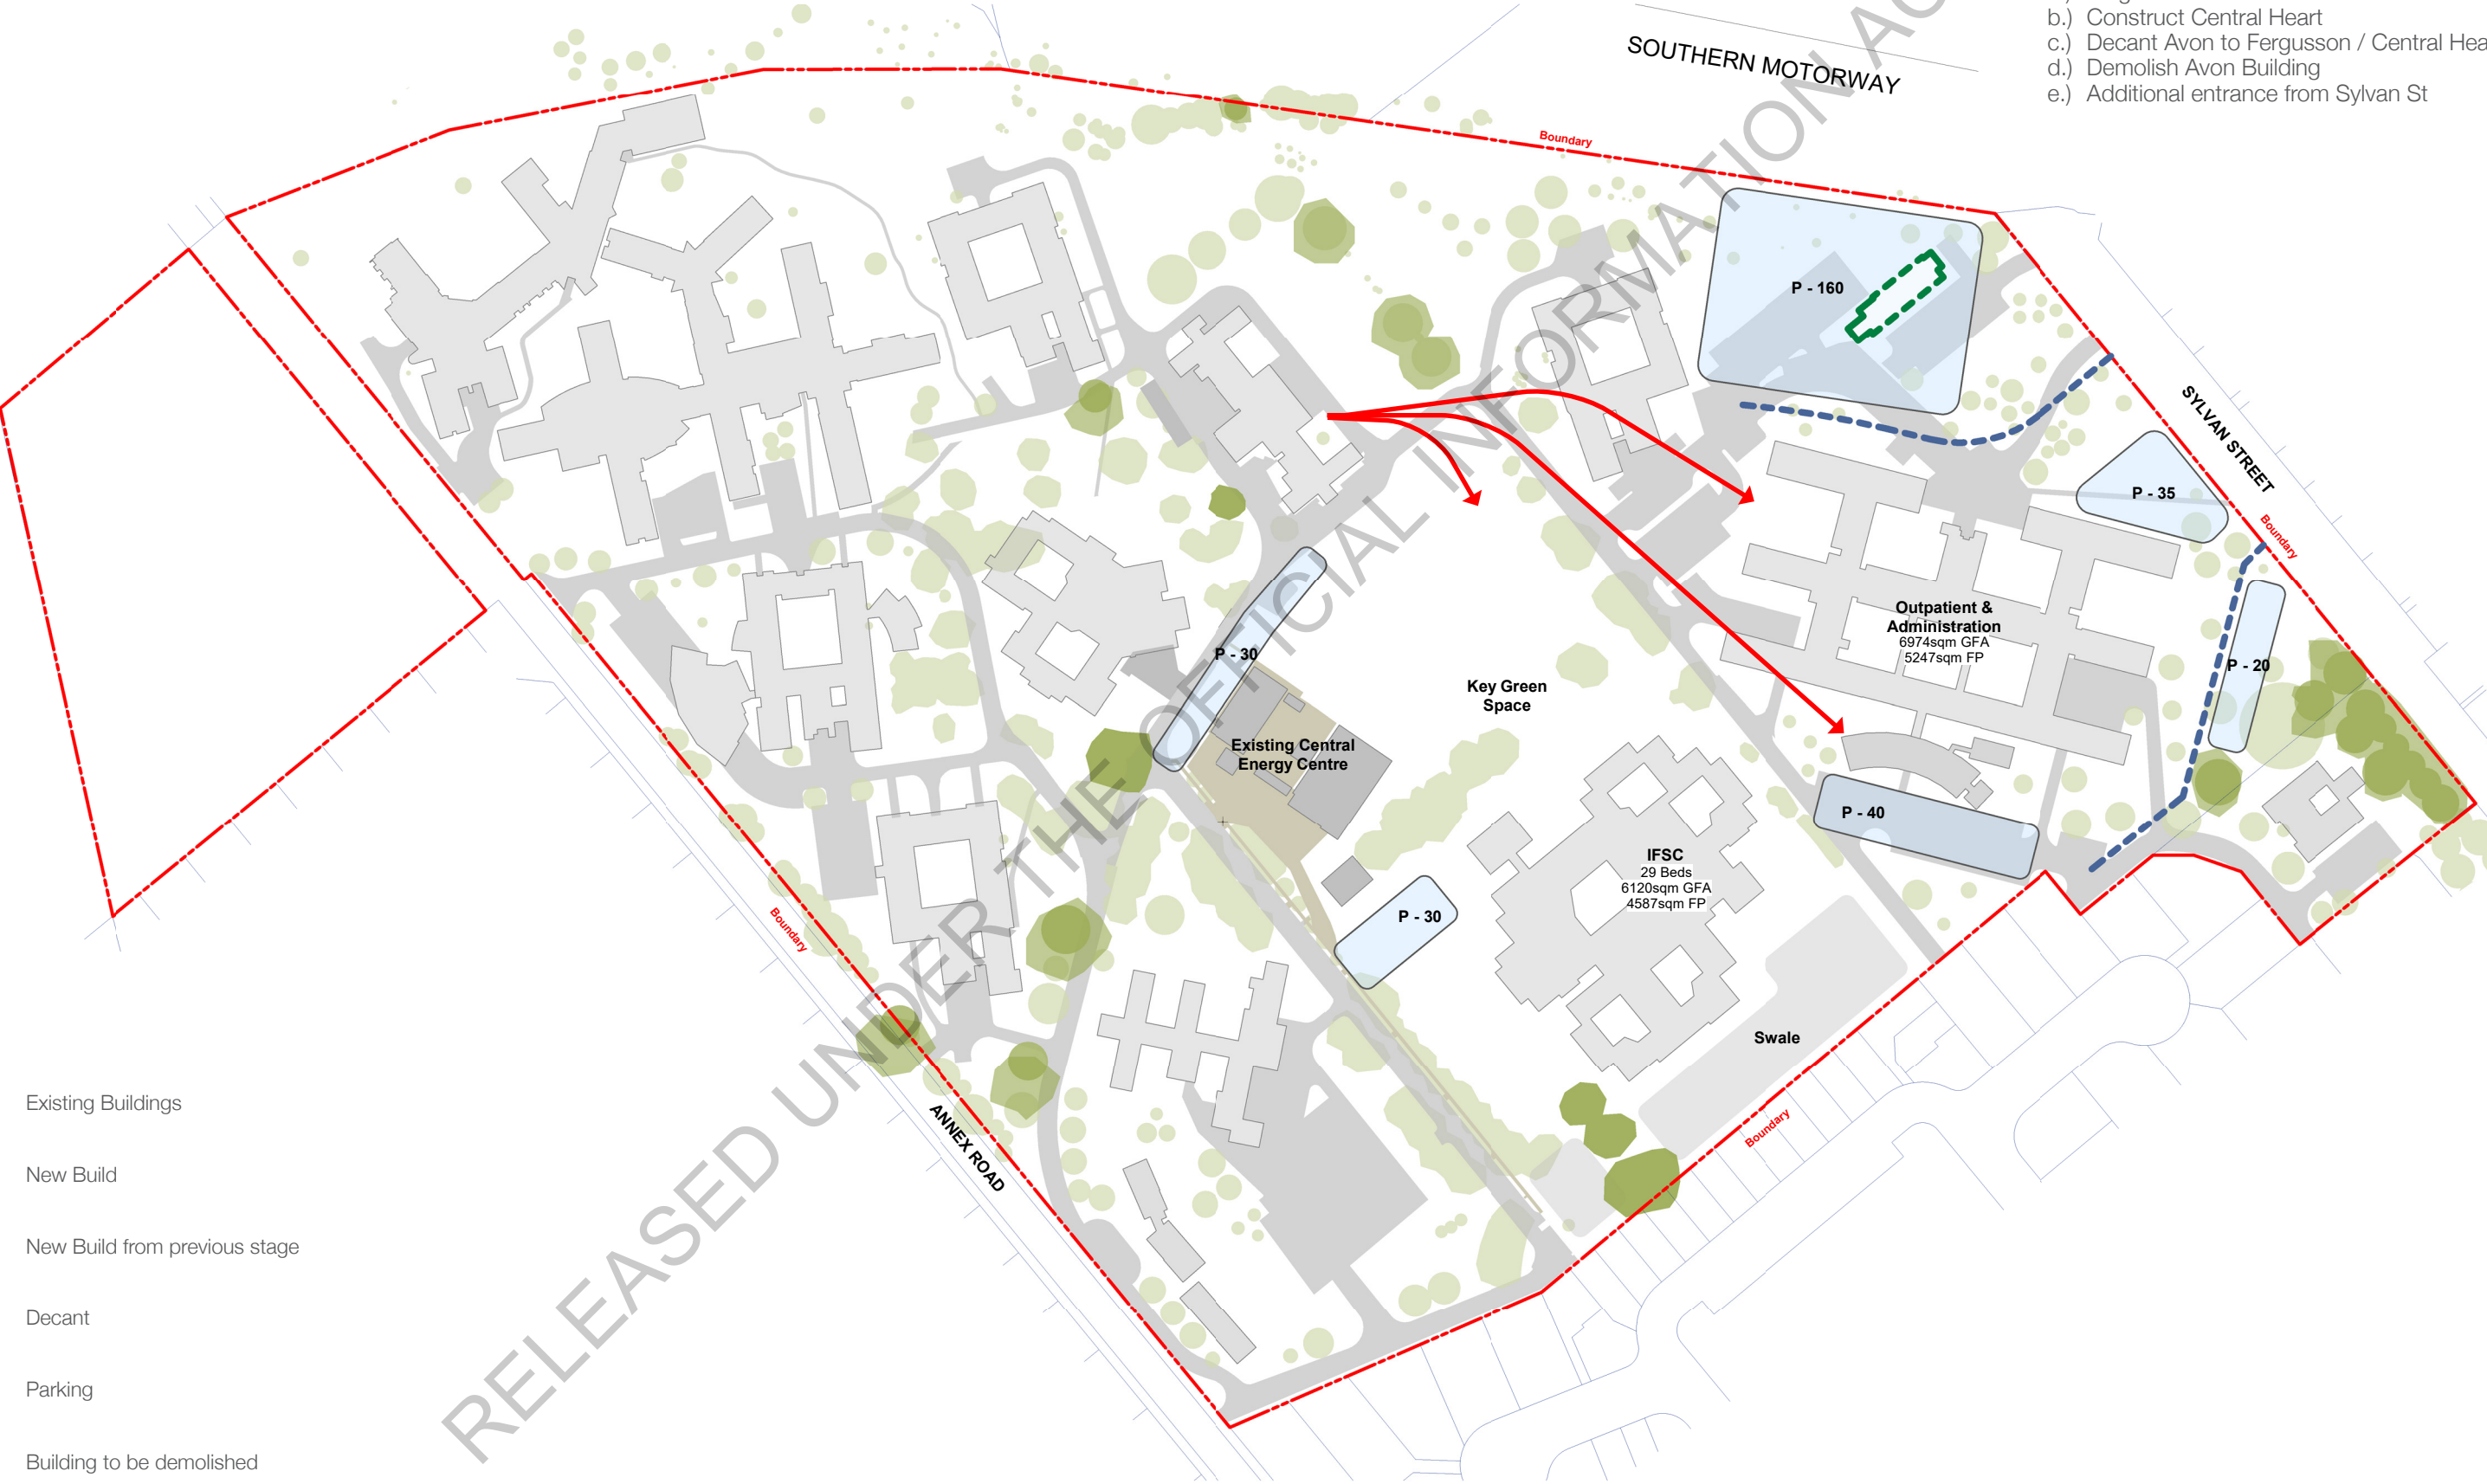 b.) Construct Central Heart
c.) Decant Avon to Fergusson / Central
d.) Demolish Avon Building
e.) Additional entrance from Sylvan St
SOUTHERN MOTORWAY
Boundary
P - 160
SYLVAN STREET
P - 35
Boundary
Outpatient &
Administration
6974sqm GFA
5247sqm FP
P - 30
P - 20
Key Green
Space
Existing Central
Energy Centre
P - 40
IFSC
29 Beds
6120sqm GFA
4587sqm FP
P - 30
Boundary
Swale
ANNEX ROAD
Boundary
Existing Buildings
New Build
New Build from previous stage
Decant
Parking
Building to be demolished
RELEASED UNDER THE OFFICIAL INFORMATION